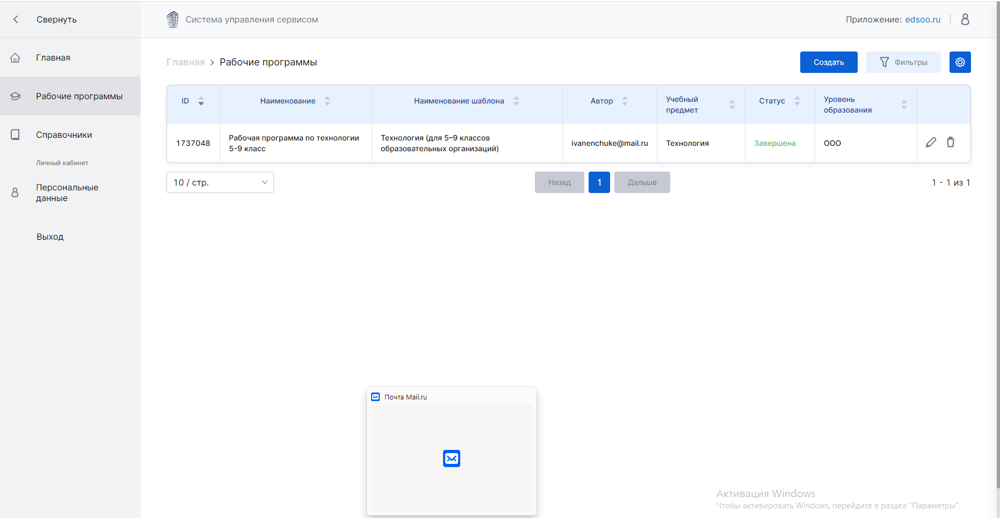 Свернуть
Система управления сервисом
Приложение: edsoo.ru
Главная
Рабочие программы
Справочники
Личный кабинет
Персональные
данные
Выход
Главная > Рабочие программы
Создать
Фильтры
ID
Наименование
Наименование шаблона
Автор
Учебный
предмет
Статус
Уровень
образования
1737048
Рабочая программа по технологии
5-9 класс
Технология (для 5–9 классов
образовательных организаций)
ivanenchuke@mail.ru
Технология
Завершена
ООО
10 / стр.
Назад
1
Дальше
1 - 1 из 1
Почта Mail.ru
Активация Windows
Чтобы активировать Windows, перейдите в раздел "Параметры".